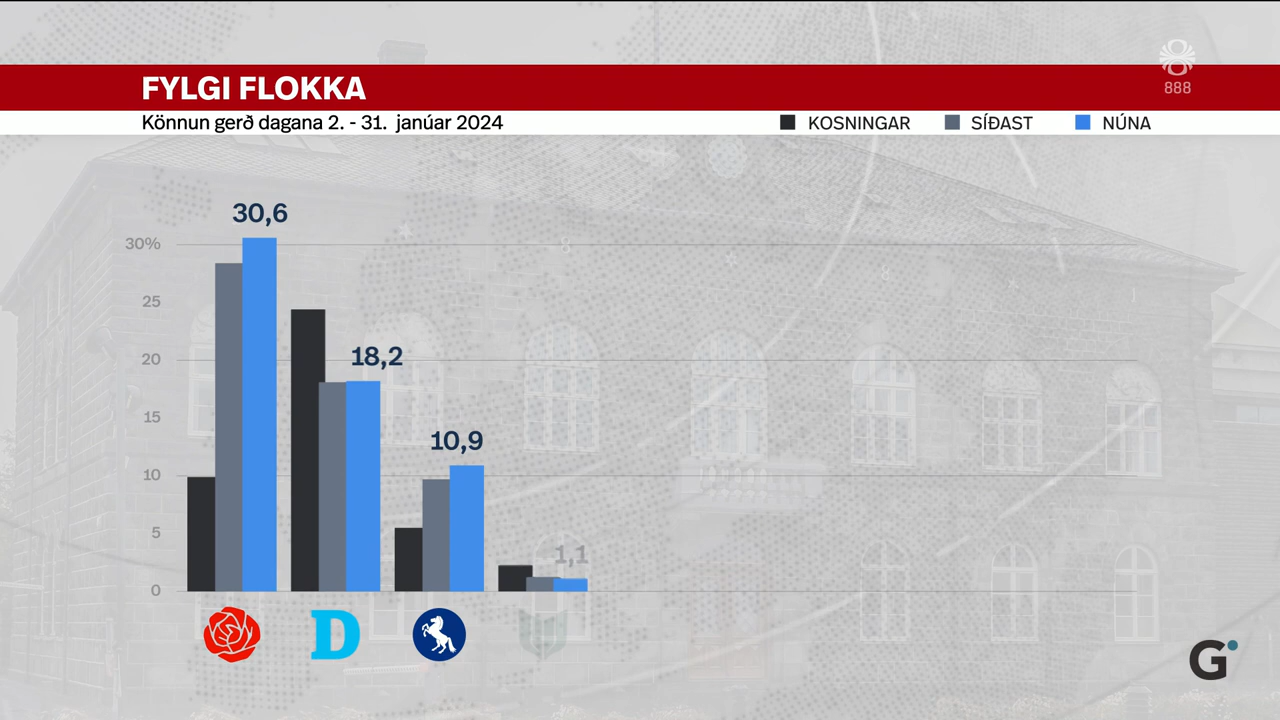 FYLGI FLOKKA
888
Könnun gerð dagana 2. - 31. janúar 2024
KOSNINGAR SÍÐAST NÚNA
30,6
30%
25
18,2
20
15
10,9
10
5
1,1
0
D
G